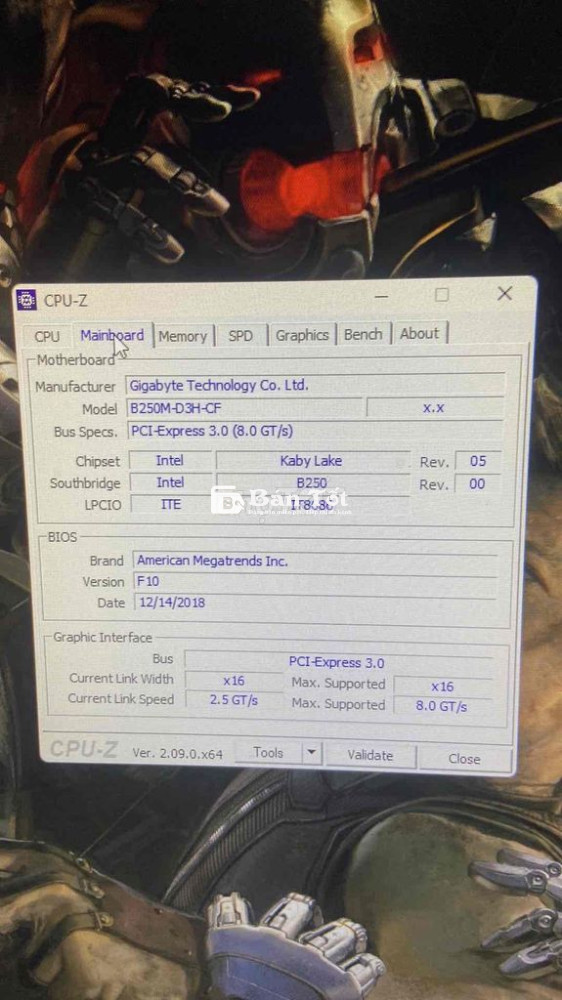 CPU-Z
CPU Mainboard Memory SPD Graphics Bench About
Motherboard
Manufacturer Gigabyte Technology Co. Ltd.
Model B250M-D3H-CF x.x
Bus Specs. PCI-Express 3.0 (8.0 GT/s)
Chipset Intel Kaby Lake Rev. 05
Southbridge Intel B250 Rev. 00
LPCIO ITE
Bán Tốt
BIOS
Brand American Megatrends Inc.
Version F10
Date 12/14/2018
Graphic Interface
Bus PCI-Express 3.0
Current Link Width x16 Max. Supported x16
Current Link Speed 2.5 GT/s Max. Supported 8.0 GT/s
CPU-Z Ver. 2.09.0.x64 Tools Validate Close